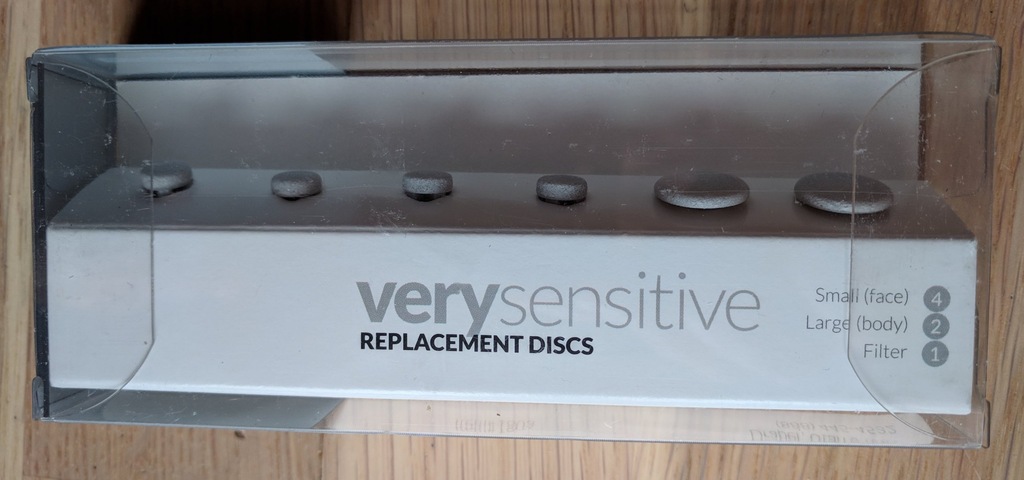 verysensitive
REPLACEMENT DISCS
Small (face) 4
Large (body) 2
Filter 1